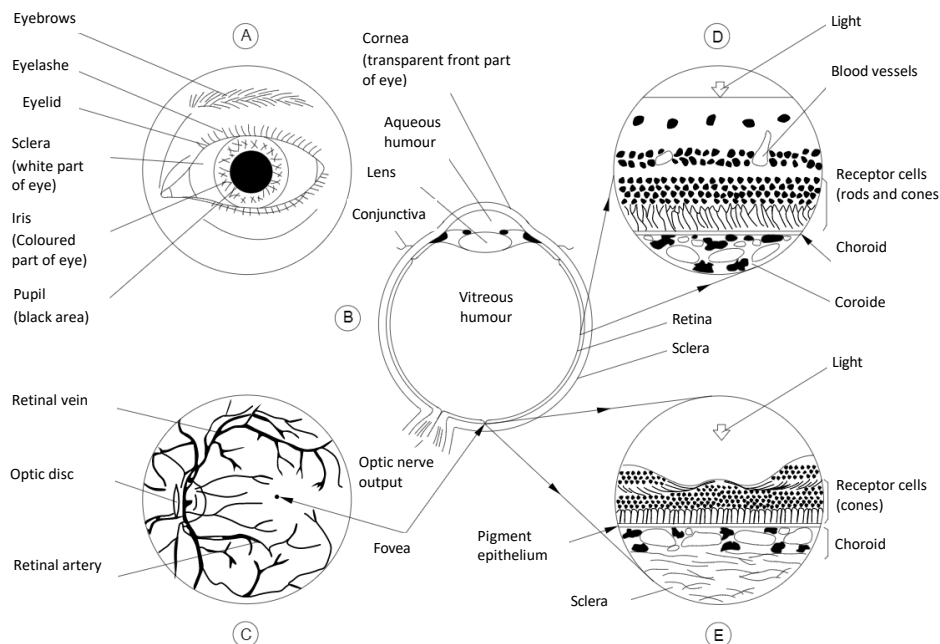 Eyebrows
Eyelashe
Eyelid
Sclera
(white part
of eye)
Iris
(Coloured
part of eye)
Pupil
(black area)
A
Cornea
(transparent front part
of eye)
Aqueous
humour
Lens
Conjunctiva
Vitreous
humour
B
Retina
Sclera
Optic nerve
output
Fovea
D
Light
Blood vessels
Receptor cells
(rods and cones
Choroid
Coroide
Retinal vein
Optic disc
Retinal artery
C
Light
Receptor cells
(cones)
Pigment
epithelium
Choroid
Sclera
E